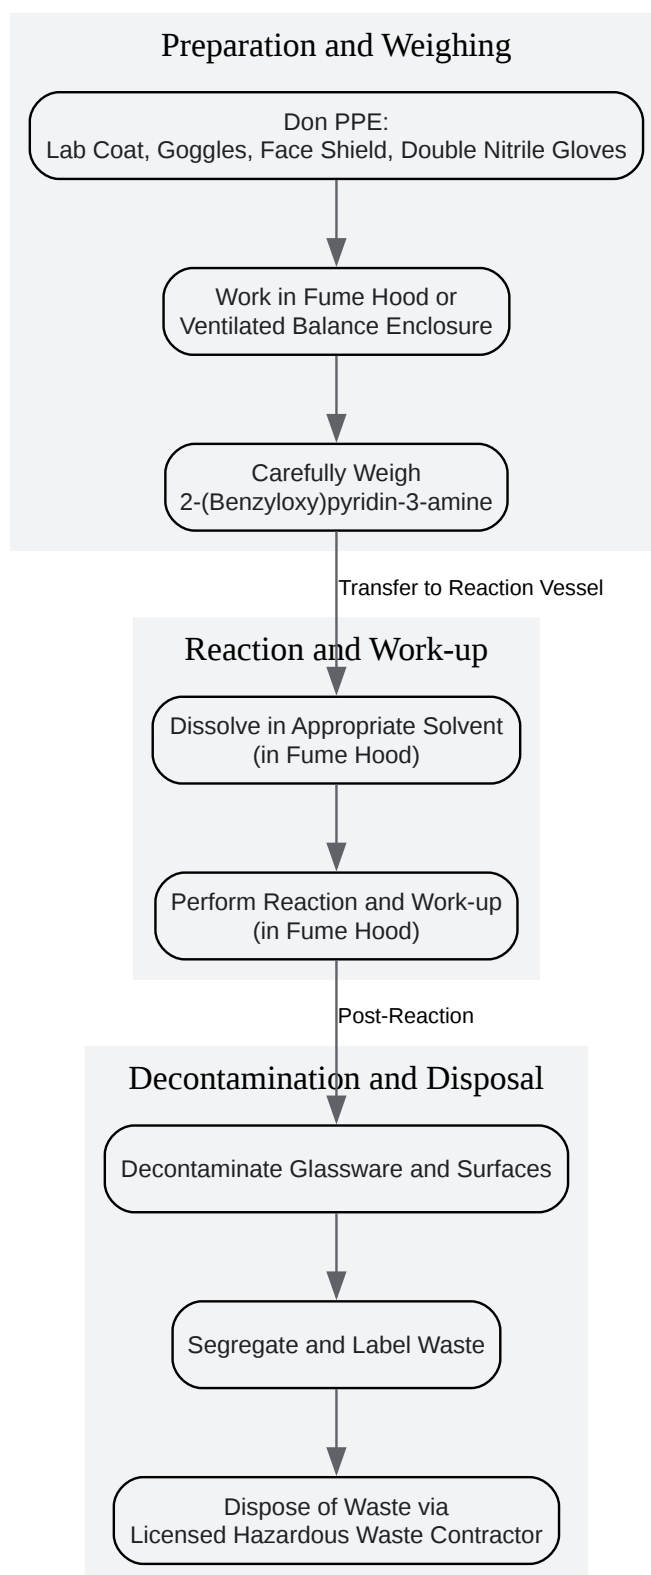 Preparation and Weighing
Don PPE:
Lab Coat, Goggles, Face Shield, Double Nitrile Gloves
Work in Fume Hood or
Ventilated Balance Enclosure
Carefully Weigh
2-(Benzyloxy)pyridin-3-amine
Transfer to Reaction Vessel
Reaction and Work-up
Dissolve in Appropriate Solvent
(in Fume Hood)
Perform Reaction and Work-up
(in Fume Hood)
Post-Reaction
Decontamination and Disposal
Decontaminate Glassware and Surfaces
Segregate and Label Waste
Dispose of Waste via
Licensed Hazardous Waste Contractor